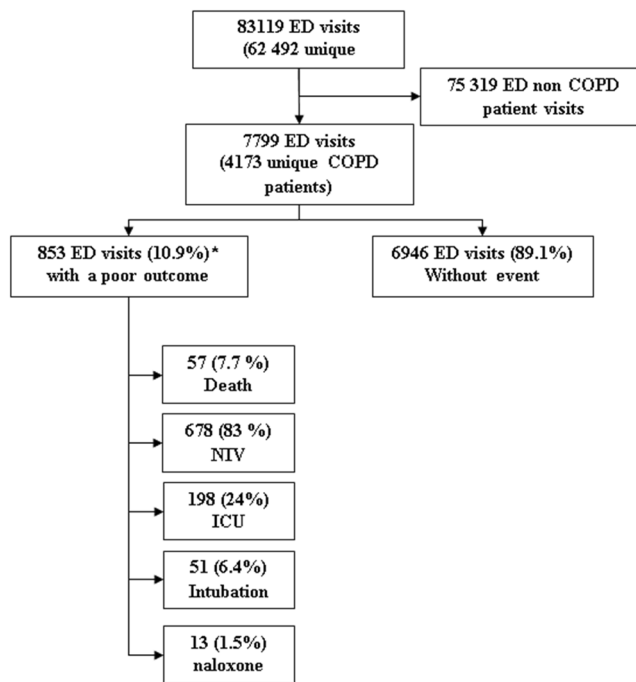 83119 ED visits
(62 492 unique
75 319 ED non COPD
patient visits
7799 ED visits
(4173 unique COPD
patients)
853 ED visits (10.9%)*
with a poor outcome
6946 ED visits (89.1%)
Without event
57 (7.7 %)
Death
678 (83 %)
NIV
198 (24%)
ICU
51 (6.4%)
Intubation
13 (1.5%)
naloxone